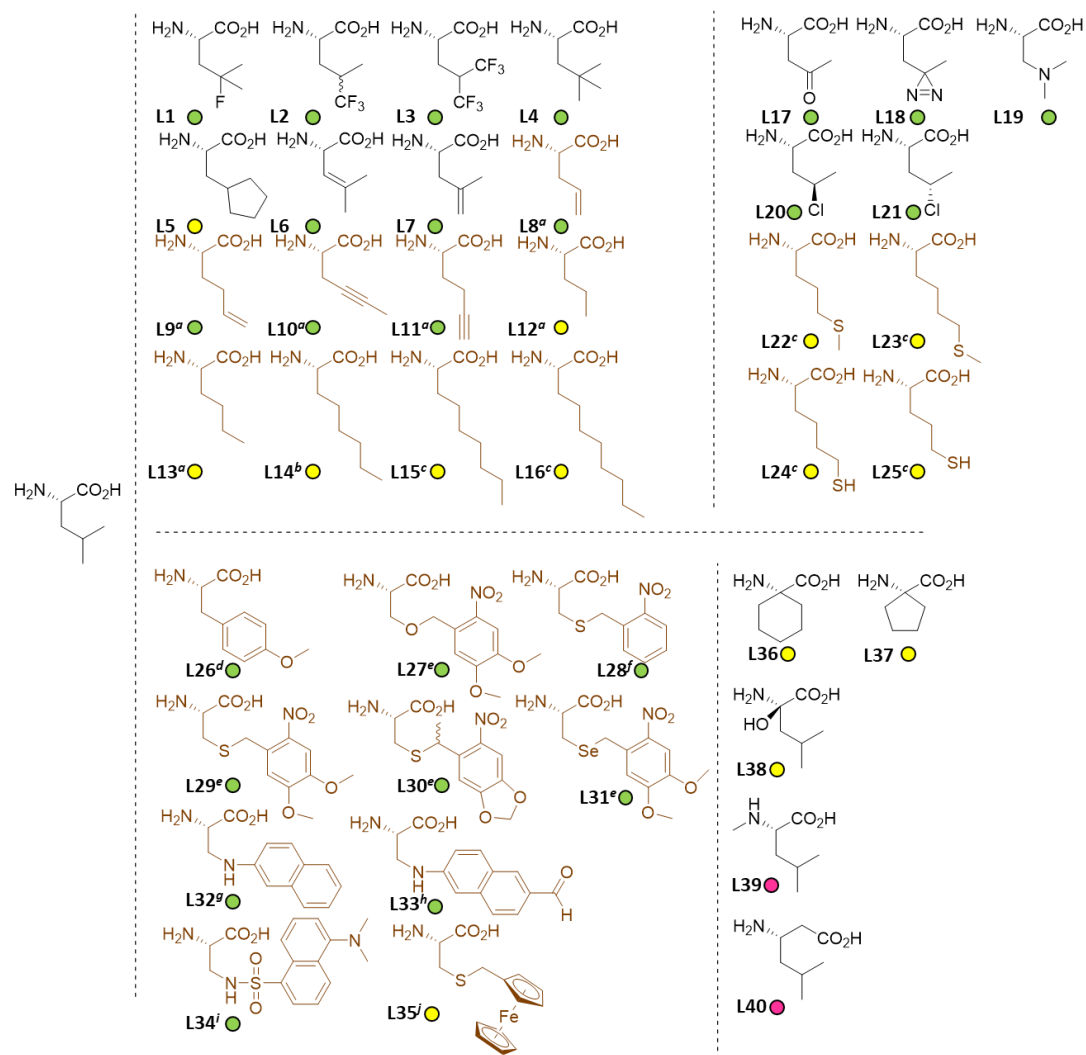 H₂N CO₂H H₂N CO₂H H₂N CO₂H H₂N CO₂H
F CF₃ CF₃ CF₃
L1 L2 L3 L4
H₂N CO₂H H₂N CO₂H H₂N CO₂H H₂N CO₂H
L5 L6 L7 L8ᵃ
H₂N CO₂H H₂N CO₂H H₂N CO₂H H₂N CO₂H
L9ᵃ L10ᵃ L11ᵃ L12ᵃ
H₂N CO₂H H₂N CO₂H H₂N CO₂H H₂N CO₂H
L13ᵃ L14ᵇ L15ᶜ L16ᶜ
H₂N CO₂H H₂N CO₂H H₂N CO₂H
O N N N
L17 L18 L19
H₂N CO₂H H₂N CO₂H
Cl Cl
L20 L21
H₂N CO₂H H₂N CO₂H
S S
L22ᶜ L23ᶜ
H₂N CO₂H H₂N CO₂H
SH SH
L24ᶜ L25ᶜ
H₂N CO₂H
H₂N CO₂H H₂N CO₂H H₂N CO₂H
O O NO₂ O O S NO₂
L26ᵈ L27ᵉ L28ᶠ
H₂N CO₂H H₂N CO₂H H₂N CO₂H
S NO₂ O O S NO₂ O O Se NO₂ O O
L29ᵉ L30ᵉ L31ᵉ
H₂N CO₂H H₂N CO₂H
N H N H O H
L32ᵍ L33ʰ
H₂N CO₂H H₂N CO₂H
N H O S O N S Fe
L34ⁱ L35ʲ
H₂N CO₂H H₂N CO₂H
L36 L37
H₂N CO₂H
HO
L38
H N CO₂H
L39
H₂N CO₂H
L40